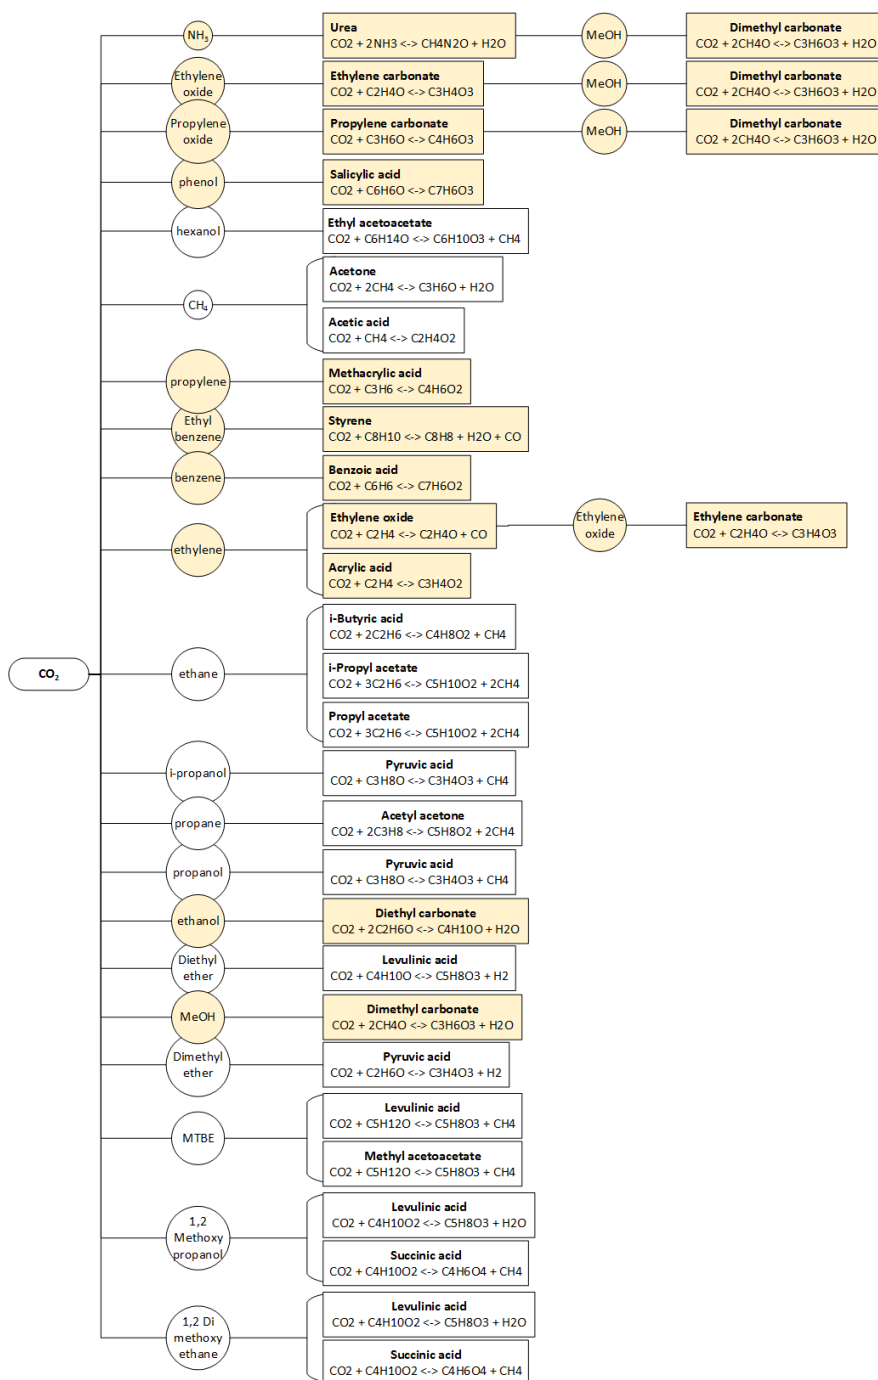 NH₃
Urea
CO2 + 2NH3 <-> CH4N2O + H2O
MeOH
Dimethyl carbonate
CO2 + 2CH4O <-> C3H6O3 + H2O
Ethylene
oxide
Ethylene carbonate
CO2 + C2H4O <-> C3H4O3
MeOH
Dimethyl carbonate
CO2 + 2CH4O <-> C3H6O3 + H2O
Propylene
oxide
Propylene carbonate
CO2 + C3H6O <-> C4H6O3
MeOH
Dimethyl carbonate
CO2 + 2CH4O <-> C3H6O3 + H2O
phenol
Salicylic acid
CO2 + C6H6O <-> C7H6O3
hexanol
Ethyl acetoacetate
CO2 + C6H14O <-> C6H10O3 + CH4
CH₄
Acetone
CO2 + 2CH4 <-> C3H6O + H2O
Acetic acid
CO2 + CH4 <-> C2H4O2
propylene
Methacrylic acid
CO2 + C3H6 <-> C4H6O2
Ethyl
benzene
Styrene
CO2 + C8H10 <-> C8H8 + H2O + CO
benzene
Benzoic acid
CO2 + C6H6 <-> C7H6O2
ethylene
Ethylene oxide
CO2 + C2H4 <-> C2H4O + CO
Ethylene
oxide
Ethylene carbonate
CO2 + C2H4O <-> C3H4O3
Acrylic acid
CO2 + C2H4 <-> C3H4O2
CO₂
ethane
i-Butyric acid
CO2 + 2C2H6 <-> C4H8O2 + CH4
i-Propyl acetate
CO2 + 3C2H6 <-> C5H10O2 + 2CH4
Propyl acetate
CO2 + 3C2H6 <-> C5H10O2 + 2CH4
i-propanol
Pyruvic acid
CO2 + C3H8O <-> C3H4O3 + CH4
propane
Acetyl acetone
CO2 + 2C3H8 <-> C5H8O2 + 2CH4
propanol
Pyruvic acid
CO2 + C3H8O <-> C3H4O3 + CH4
ethanol
Diethyl carbonate
CO2 + 2C2H6O <-> C4H10O + H2O
Diethyl
ether
Levulinic acid
CO2 + C4H10O <-> C5H8O3 + H2
MeOH
Dimethyl carbonate
CO2 + 2CH4O <-> C3H6O3 + H2O
Dimethyl
ether
Pyruvic acid
CO2 + C2H6O <-> C3H4O3 + H2
MTBE
Levulinic acid
CO2 + C5H12O <-> C5H8O3 + CH4
Methyl acetoacetate
CO2 + C5H12O <-> C5H8O3 + CH4
1,2
Methoxy
propanol
Levulinic acid
CO2 + C4H10O2 <-> C5H8O3 + H2O
Succinic acid
CO2 + C4H10O2 <-> C4H6O4 + CH4
1,2 Di
methoxy
ethane
Levulinic acid
CO2 + C4H10O2 <-> C5H8O3 + H2O
Succinic acid
CO2 + C4H10O2 <-> C4H6O4 + CH4